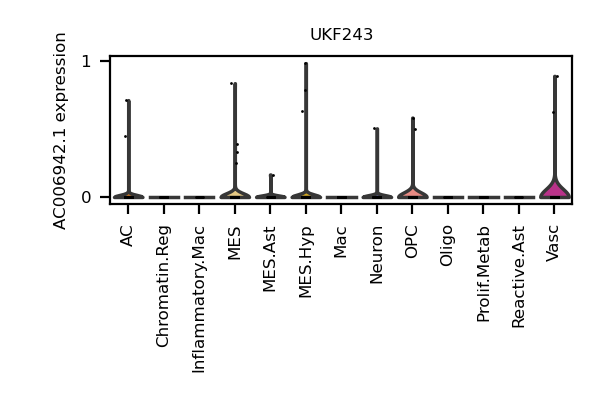 UKF243
AC006942.1 expression
1
0
AC
Chromatin.Reg
Inflammatory.Mac
MES
MES.Ast
MES.Hyp
Mac
Neuron
OPC
Oligo
Prolif.Metab
Reactive.Ast
Vasc